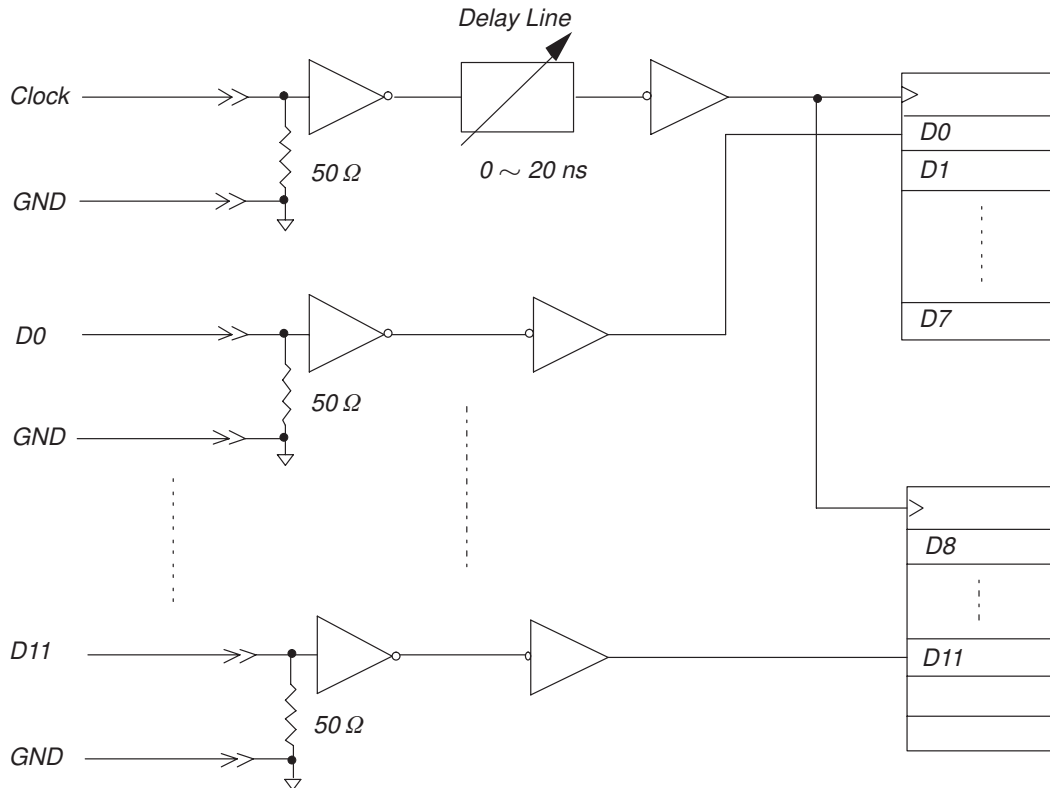 Delay Line
Clock
50 Ω
0 ∼ 20 ns
GND
D0
D1
D7
D0
50 Ω
GND
D8
D11
D11
50 Ω
GND